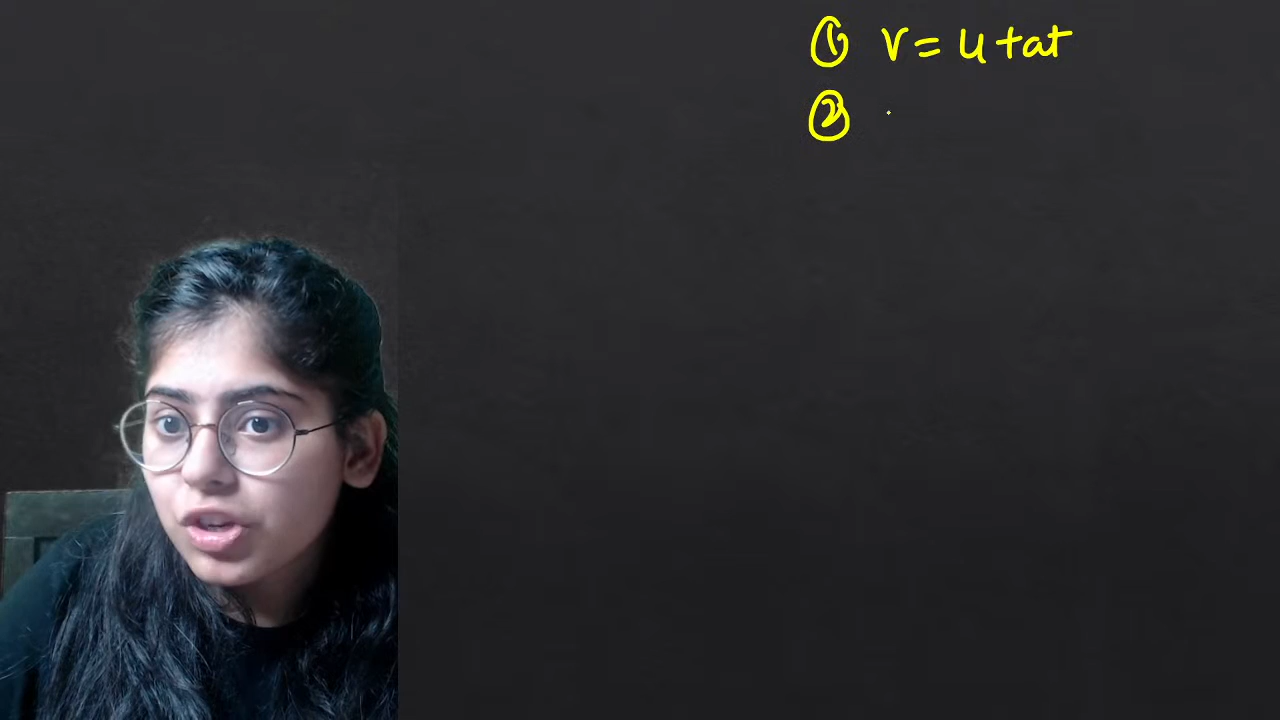 ① v = u + at
②